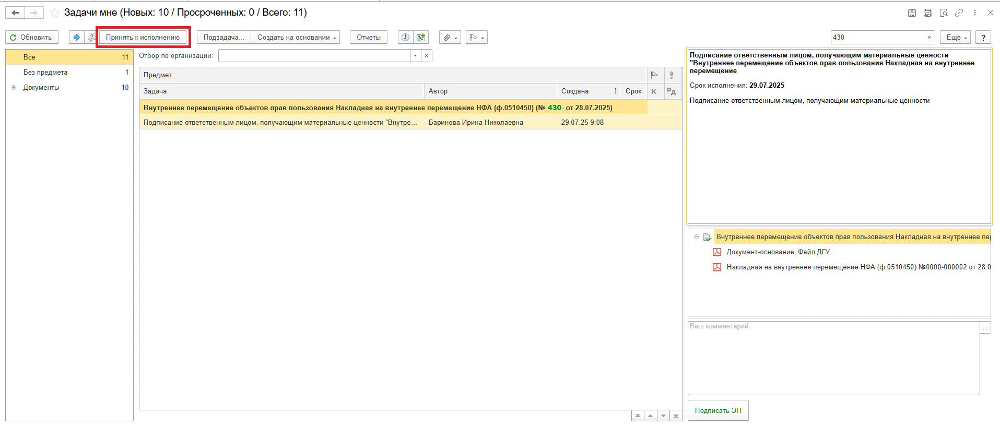 Задачи мне (Новых: 10 / Просроченных: 0 / Всего: 11)
Обновить
Принять к исполнению
Подзадача...
Создать на основании
Отчеты
430
×
Еще
?
Все 11
Без предмета 1
Документы 10
Отбор по организации:
×
Предмет
Задача Автор Создана ↑ Срок К Рд
Внутреннее перемещение объектов прав пользования Накладная на внутреннее перемещение НФА (ф.0510450) (№ 430- от 28.07.2025)
Подписание ответственным лицом, получающим материальные ценности "Внутре... Баринова Ирина Николаевна 29.07.25 9:08
Подписание ответственным лицом, получающим материальные ценности
"Внутреннее перемещение объектов прав пользования Накладная на внутреннее
перемещение
Срок исполнения: 29.07.2025
Подписание ответственным лицом, получающим материальные ценности
Внутреннее перемещение объектов прав пользования Накладная на внутреннее пер
Документ-основание, Файл ДГУ
Накладная на внутреннее перемещение НФА (ф.0510450) №0000-000002 от 28.0
Ваш комментарий
...
Подписать ЭП